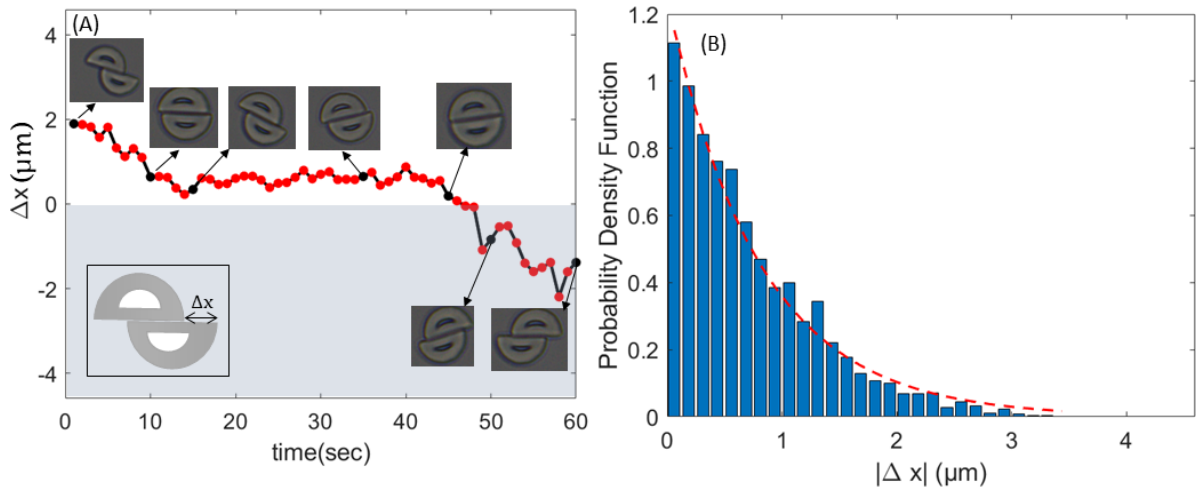 (A)
4
2
0
-2
-4
Δx (µm)
Δx
0 10 20 30 40 50 60
time(sec)
(B)
1.2
1
0.8
0.6
0.4
0.2
0
Probability Density Function
0 1 2 3 4
|Δ x| (µm)